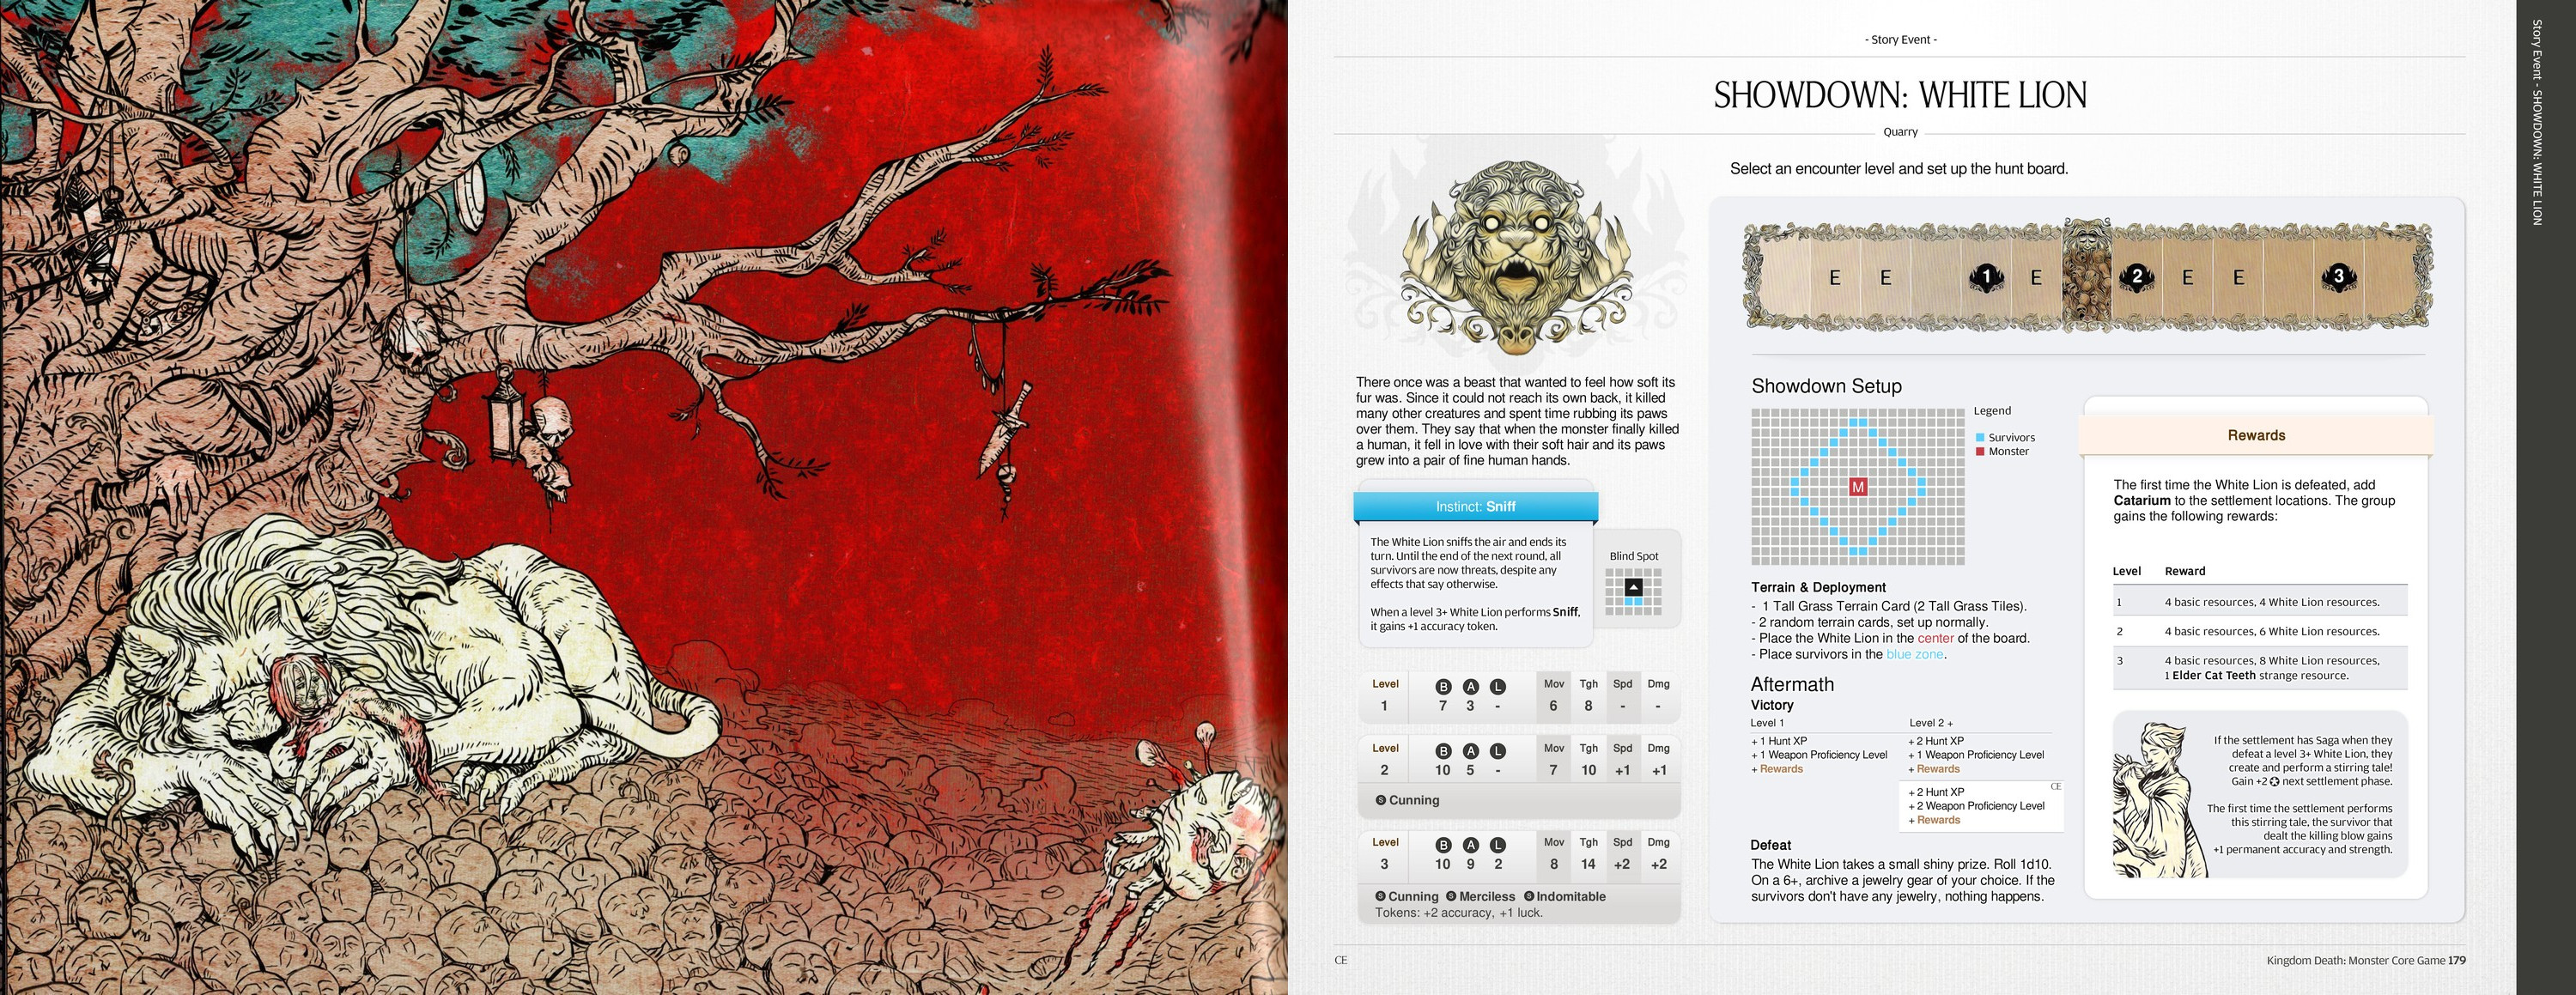 - Story Event -
SHOWDOWN: WHITE LION
Quarry
There once was a beast that wanted to feel how soft its
fur was. Since it could not reach its own back, it killed
many other creatures and spent time rubbing its paws
over them. They say that when the monster finally killed
a human, it fell in love with their soft hair and its paws
grew into a pair of fine human hands.
Instinct: Sniff
The White Lion sniffs the air and ends its
turn. Until the end of the next round, all
survivors are now threats, despite any
effects that say otherwise.
When a level 3+ White Lion performs Sniff,
it gains +1 accuracy token.
Blind Spot
Level B A L Mov Tgh Spd Dmg
1 7 3 - 6 8 - -
Level B A L Mov Tgh Spd Dmg
2 10 5 - 7 10 +1 +1
S Cunning
Level B A L Mov Tgh Spd Dmg
3 10 9 2 8 14 +2 +2
S Cunning S Merciless S Indomitable
Tokens: +2 accuracy, +1 luck.
Select an encounter level and set up the hunt board.
E E 1 E 2 E E 3
Showdown Setup
M
Legend
Survivors
Monster
Terrain & Deployment
- 1 Tall Grass Terrain Card (2 Tall Grass Tiles).
- 2 random terrain cards, set up normally.
- Place the White Lion in the center of the board.
- Place survivors in the blue zone.
Aftermath
Victory
Level 1
+ 1 Hunt XP
+ 1 Weapon Proficiency Level
+ Rewards
Level 2 +
+ 2 Hunt XP
+ 1 Weapon Proficiency Level
+ Rewards
CE
+ 2 Hunt XP
+ 2 Weapon Proficiency Level
+ Rewards
Defeat
The White Lion takes a small shiny prize. Roll 1d10.
On a 6+, archive a jewelry gear of your choice. If the
survivors don't have any jewelry, nothing happens.
Rewards
The first time the White Lion is defeated, add
Catarium to the settlement locations. The group
gains the following rewards:
Level Reward
1 4 basic resources, 4 White Lion resources.
2 4 basic resources, 6 White Lion resources.
3 4 basic resources, 8 White Lion resources,
1 Elder Cat Teeth strange resource.
If the settlement has Saga when they
defeat a level 3+ White Lion, they
create and perform a stirring tale!
Gain +2 next settlement phase.
The first time the settlement performs
this stirring tale, the survivor that
dealt the killing blow gains
+1 permanent accuracy and strength.
CE
Kingdom Death: Monster Core Game 179
Story Event - SHOWDOWN: WHITE LION